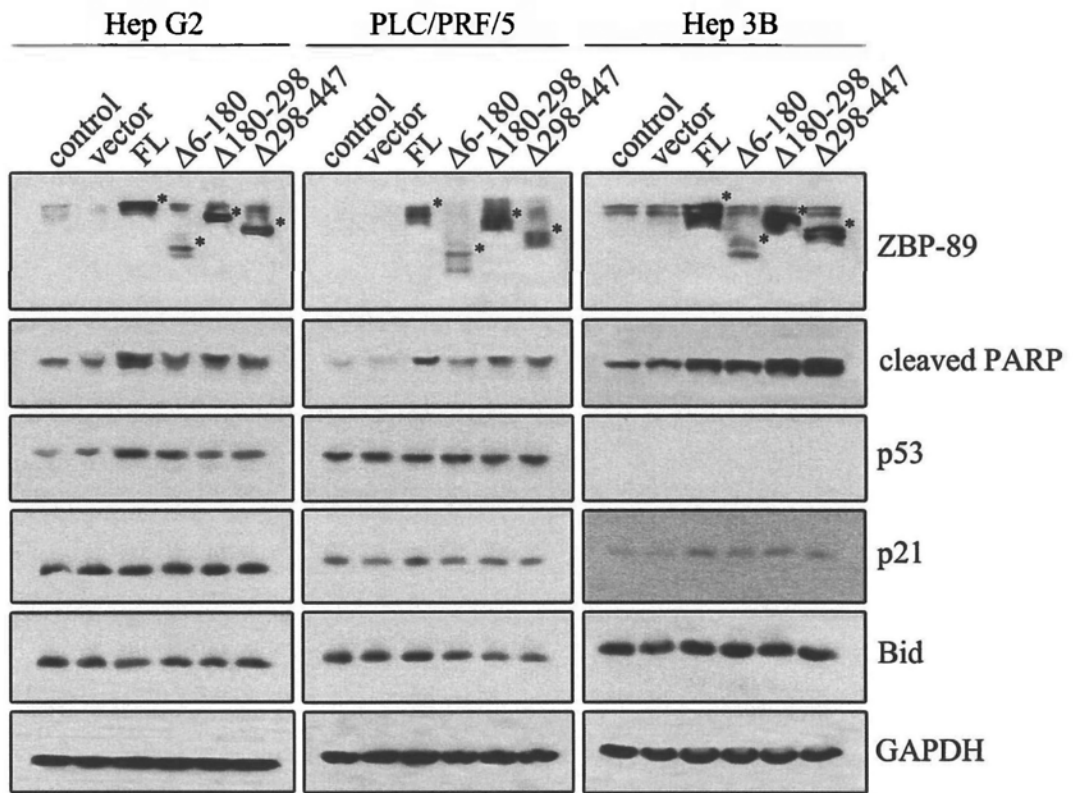 Hep G2 PLC/PRF/5 Hep 3B
control vector FL Δ6-180 Δ180-298 Δ298-447 control vector FL Δ6-180 Δ180-298 Δ298-447 control vector FL Δ6-180 Δ180-298 Δ298-447
* * * * * * * * * * * * ZBP-89
cleaved PARP
p53
p21
Bid
GAPDH